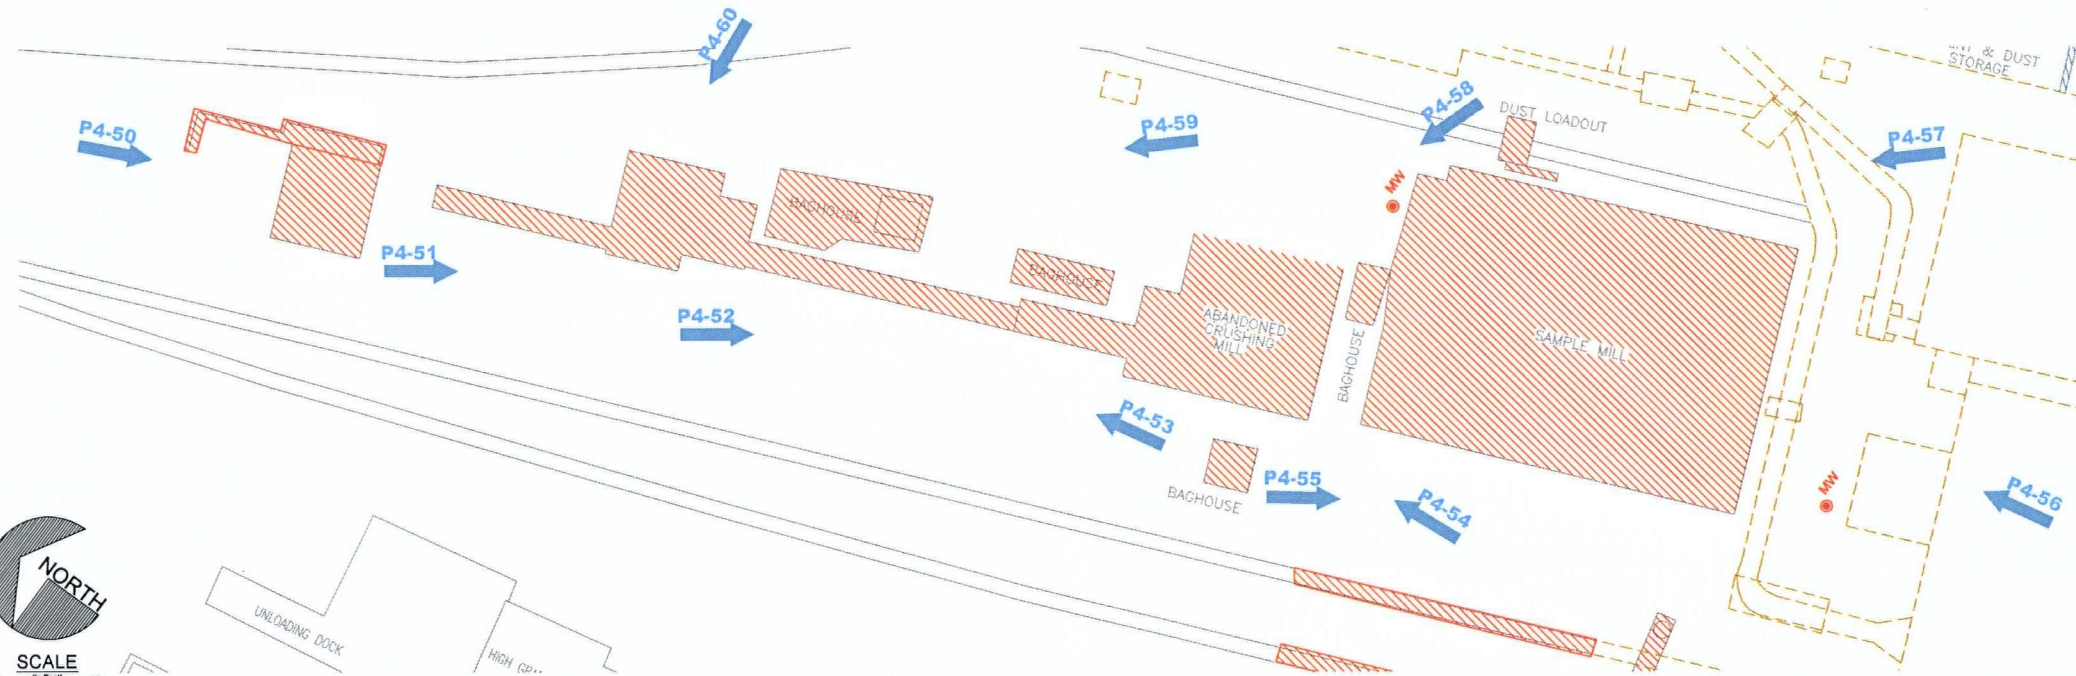 P4-60
& DUST
STORAGE
P4-58
DUST LOADOUT
P4-59
P4-50
P4-57
MW
BAGHOUSE
P4-51
BAGHOUSE
P4-52
ABANDONED
CRUSHING
MILL
BAGHOUSE
SAMPLE MILL
P4-53
P4-55
BAGHOUSE
P4-54
MW
P4-56
NORTH
UNLOADING DOCK
HIGH
SCALE